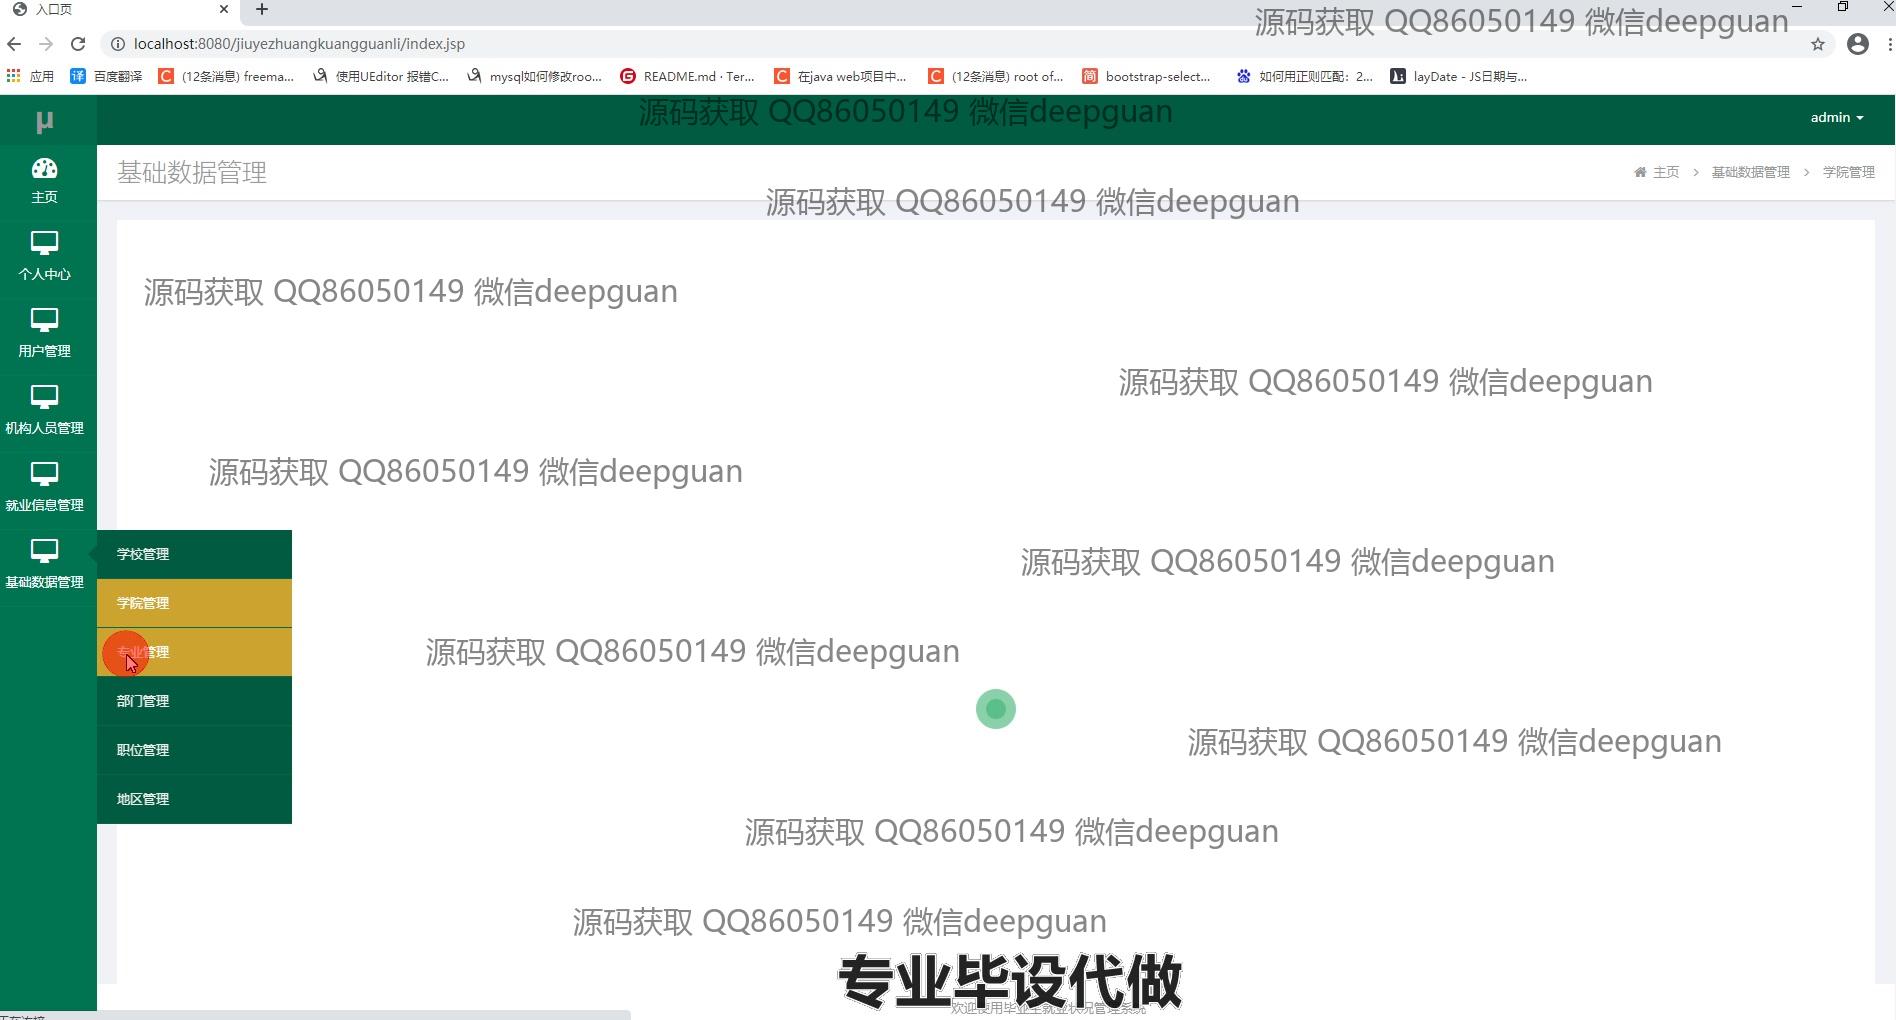 入口页
源码获取 QQ86050149 微信deepguan
localhost:8080/jiuyezhuangkuangguanli/index.jsp
应用
百度翻译
(12条消息) freema...
使用UEditor 报错C...
mysql如何修改roo...
README.md · Ter...
在java web项目中...
(12条消息) root of...
bootstrap-select...
如何用正则匹配：2...
layDate - JS日期与...
源码获取 QQ86050149 微信deepguan
μ
admin
基础数据管理
主页 > 基础数据管理 > 学院管理
主页
源码获取 QQ86050149 微信deepguan
个人中心
源码获取 QQ86050149 微信deepguan
用户管理
源码获取 QQ86050149 微信deepguan
机构人员管理
源码获取 QQ86050149 微信deepguan
就业信息管理
学校管理
源码获取 QQ86050149 微信deepguan
基础数据管理
学院管理
专业管理
源码获取 QQ86050149 微信deepguan
部门管理
职位管理
源码获取 QQ86050149 微信deepguan
地区管理
源码获取 QQ86050149 微信deepguan
源码获取 QQ86050149 微信deepguan
专业毕设代做
欢迎使用毕业生就业状况管理系统